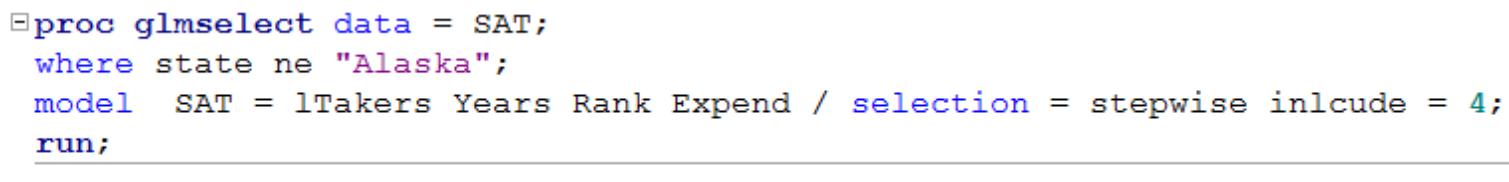 proc glmselect data = SAT;
where state ne "Alaska";
model  SAT = lTakers Years Rank Expend / selection = stepwise inlcude = 4;
run;